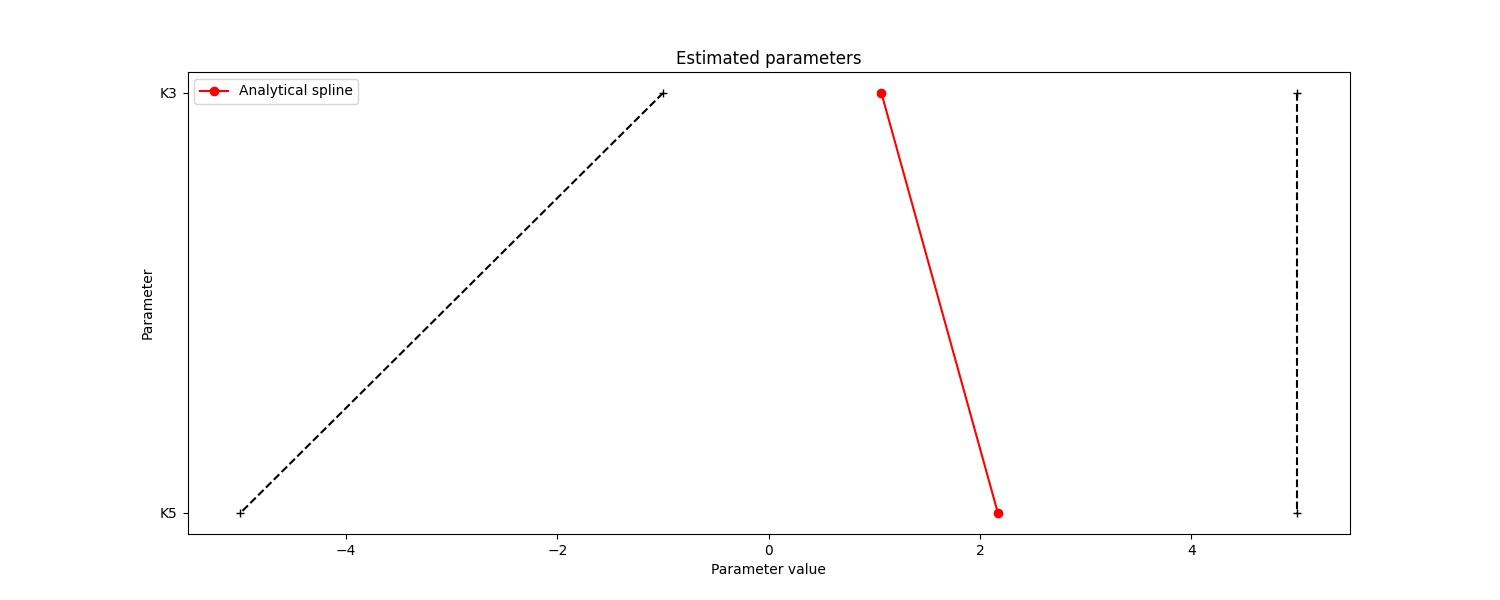 Estimated parameters
Analytical spline
K3
Parameter
K5
−4 −2 0 2 4
Parameter value